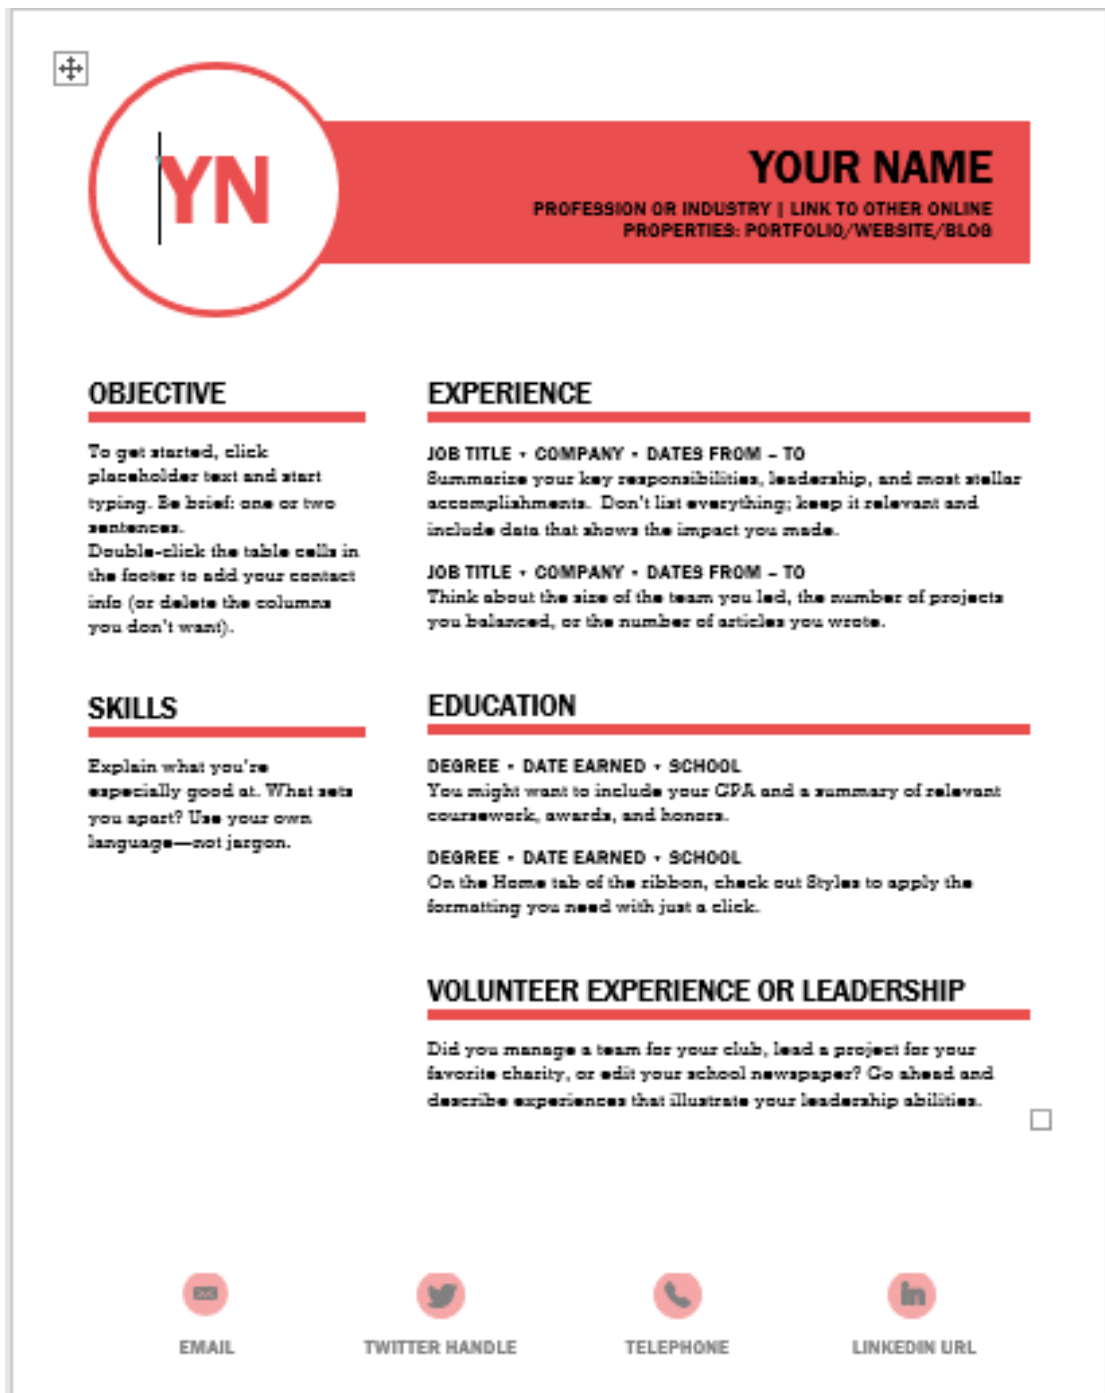 YN
YOUR NAME
PROFESSION OR INDUSTRY | LINK TO OTHER ONLINE
PROPERTIES: PORTFOLIO/WEBSITE/BLOG
OBJECTIVE
To get started, click
placeholder text and start
typing. Be brief: one or two
sentences.
Double-click the table cells in
the footer to add your contact
info (or delete the columns
you don't want).
SKILLS
Explain what you're
especially good at. What sets
you apart? Use your own
language—not jargon.
EXPERIENCE
JOB TITLE • COMPANY • DATES FROM – TO
Summarize your key responsibilities, leadership, and most stellar
accomplishments.  Don't list everything; keep it relevant and
include data that shows the impact you made.
JOB TITLE • COMPANY • DATES FROM – TO
Think about the size of the team you led, the number of projects
you balanced, or the number of articles you wrote.
EDUCATION
DEGREE • DATE EARNED • SCHOOL
You might want to include your GPA and a summary of relevant
coursework, awards, and honors.
DEGREE • DATE EARNED • SCHOOL
On the Home tab of the ribbon, check out Styles to apply the
formatting you need with just a click.
VOLUNTEER EXPERIENCE OR LEADERSHIP
Did you manage a team for your club, lead a project for your
favorite charity, or edit your school newspaper? Go ahead and
describe experiences that illustrate your leadership abilities.
in
EMAIL
TWITTER HANDLE
TELEPHONE
LINKEDIN URL